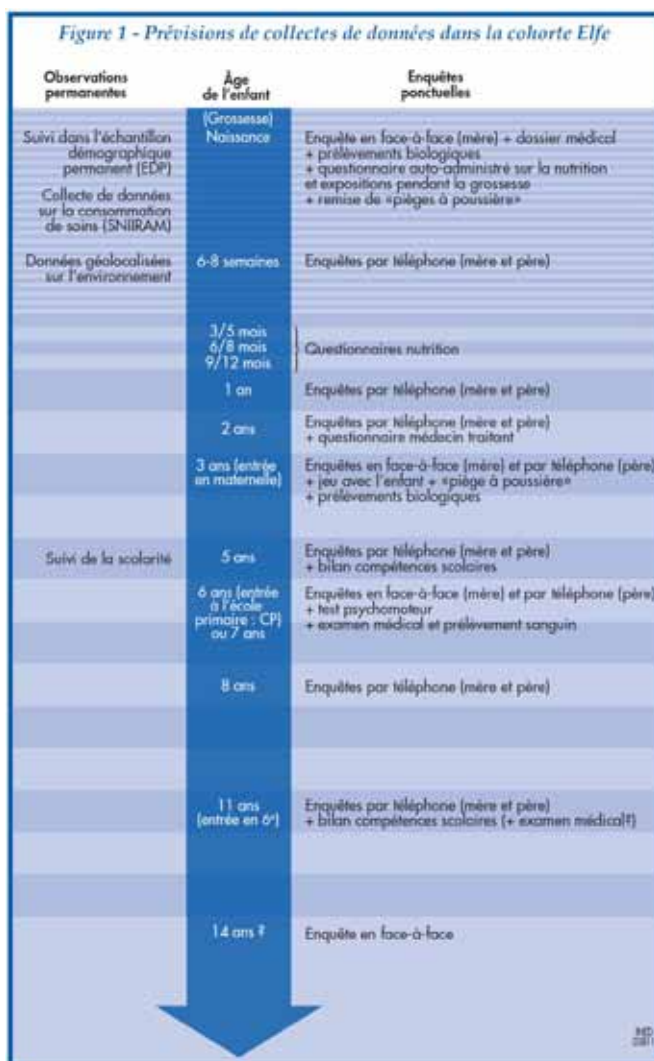 Figure 1 - Prévisions de collectes de données dans la cohorte Elfe
Observations
permanentes
Âge
de l'enfant
Enquêtes
ponctuelles
(Grossesse)
Naissance
Suivi dans l'échantillon
démographique
permanent (EDP)
Collecte de données
sur la consommation
de soins (SNIIRAM)
Enquête en face-à-face (mère) + dossier médical
+ prélèvements biologiques
+ questionnaire auto-administré sur la nutrition
et expositions pendant la grossesse
+ remise de «pièges à poussière»
Données géolocalisées
sur l'environnement
6-8 semaines
Enquêtes par téléphone (mère et père)
3/5 mois
6/8 mois
9/12 mois
Questionnaires nutrition
1 an
Enquêtes par téléphone (mère et père)
2 ans
Enquêtes par téléphone (mère et père)
+ questionnaire médecin traitant
3 ans (entrée
en maternelle)
Enquêtes en face-à-face (mère) et par téléphone (père)
+ jeu avec l'enfant + «piège à poussière»
+ prélèvements biologiques
Suivi de la scolarité
5 ans
Enquêtes par téléphone (mère et père)
+ bilan compétences scolaires
6 ans (entrée
à l'école
primaire : CP)
ou 7 ans
Enquêtes en face-à-face (mère) et par téléphone (père)
+ test psychomoteur
+ examen médical et prélèvement sanguin
8 ans
Enquêtes par téléphone (mère et père)
11 ans
(entrée en 6e)
Enquêtes par téléphone (mère et père)
+ bilan compétences scolaires (+ examen médical?)
14 ans ?
Enquête en face-à-face